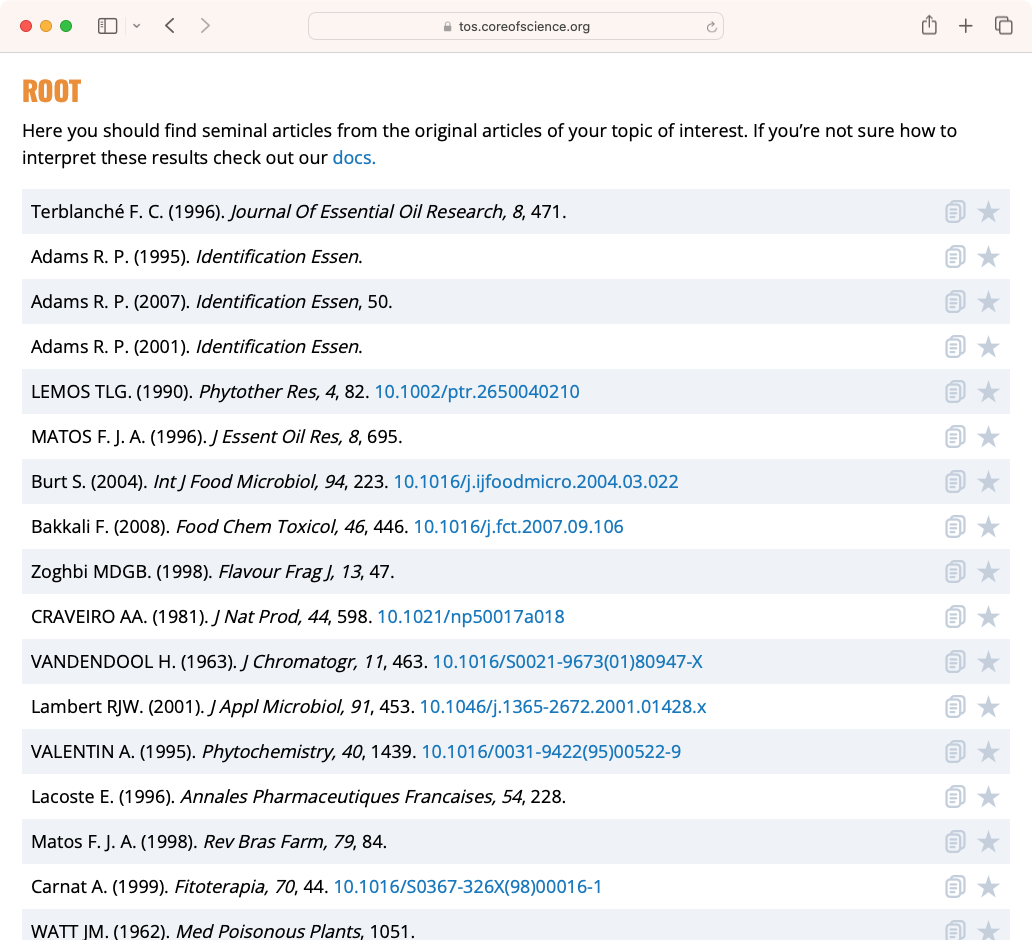 tos.coreofscience.org
ROOT
Here you should find seminal articles from the original articles of your topic of interest. If you’re not sure how to
interpret these results check out our docs.
Terblanché F. C. (1996). Journal Of Essential Oil Research, 8, 471.
Adams R. P. (1995). Identification Essen.
Adams R. P. (2007). Identification Essen, 50.
Adams R. P. (2001). Identification Essen.
LEMOS TLG. (1990). Phytother Res, 4, 82. 10.1002/ptr.2650040210
MATOS F. J. A. (1996). J Essent Oil Res, 8, 695.
Burt S. (2004). Int J Food Microbiol, 94, 223. 10.1016/j.ijfoodmicro.2004.03.022
Bakkali F. (2008). Food Chem Toxicol, 46, 446. 10.1016/j.fct.2007.09.106
Zoghbi MDGB. (1998). Flavour Frag J, 13, 47.
CRAVEIRO AA. (1981). J Nat Prod, 44, 598. 10.1021/np50017a018
VANDENDOOL H. (1963). J Chromatogr, 11, 463. 10.1016/S0021-9673(01)80947-X
Lambert RJW. (2001). J Appl Microbiol, 91, 453. 10.1046/j.1365-2672.2001.01428.x
VALENTIN A. (1995). Phytochemistry, 40, 1439. 10.1016/0031-9422(95)00522-9
Lacoste E. (1996). Annales Pharmaceutiques Francaises, 54, 228.
Matos F. J. A. (1998). Rev Bras Farm, 79, 84.
Carnat A. (1999). Fitoterapia, 70, 44. 10.1016/S0367-326X(98)00016-1
WATT JM. (1962). Med Poisonous Plants, 1051.